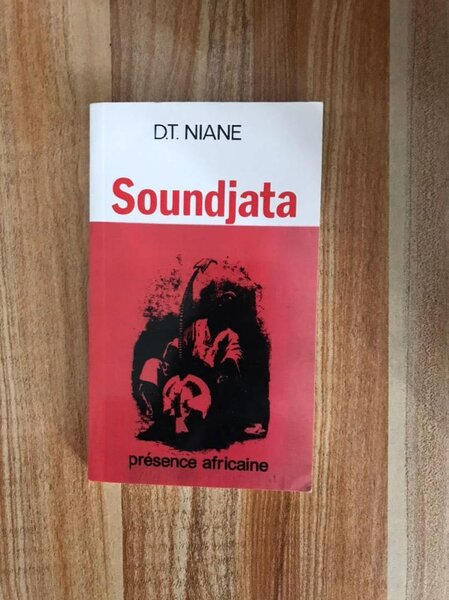 D.T. NIANE
Soundjata
présence africaine